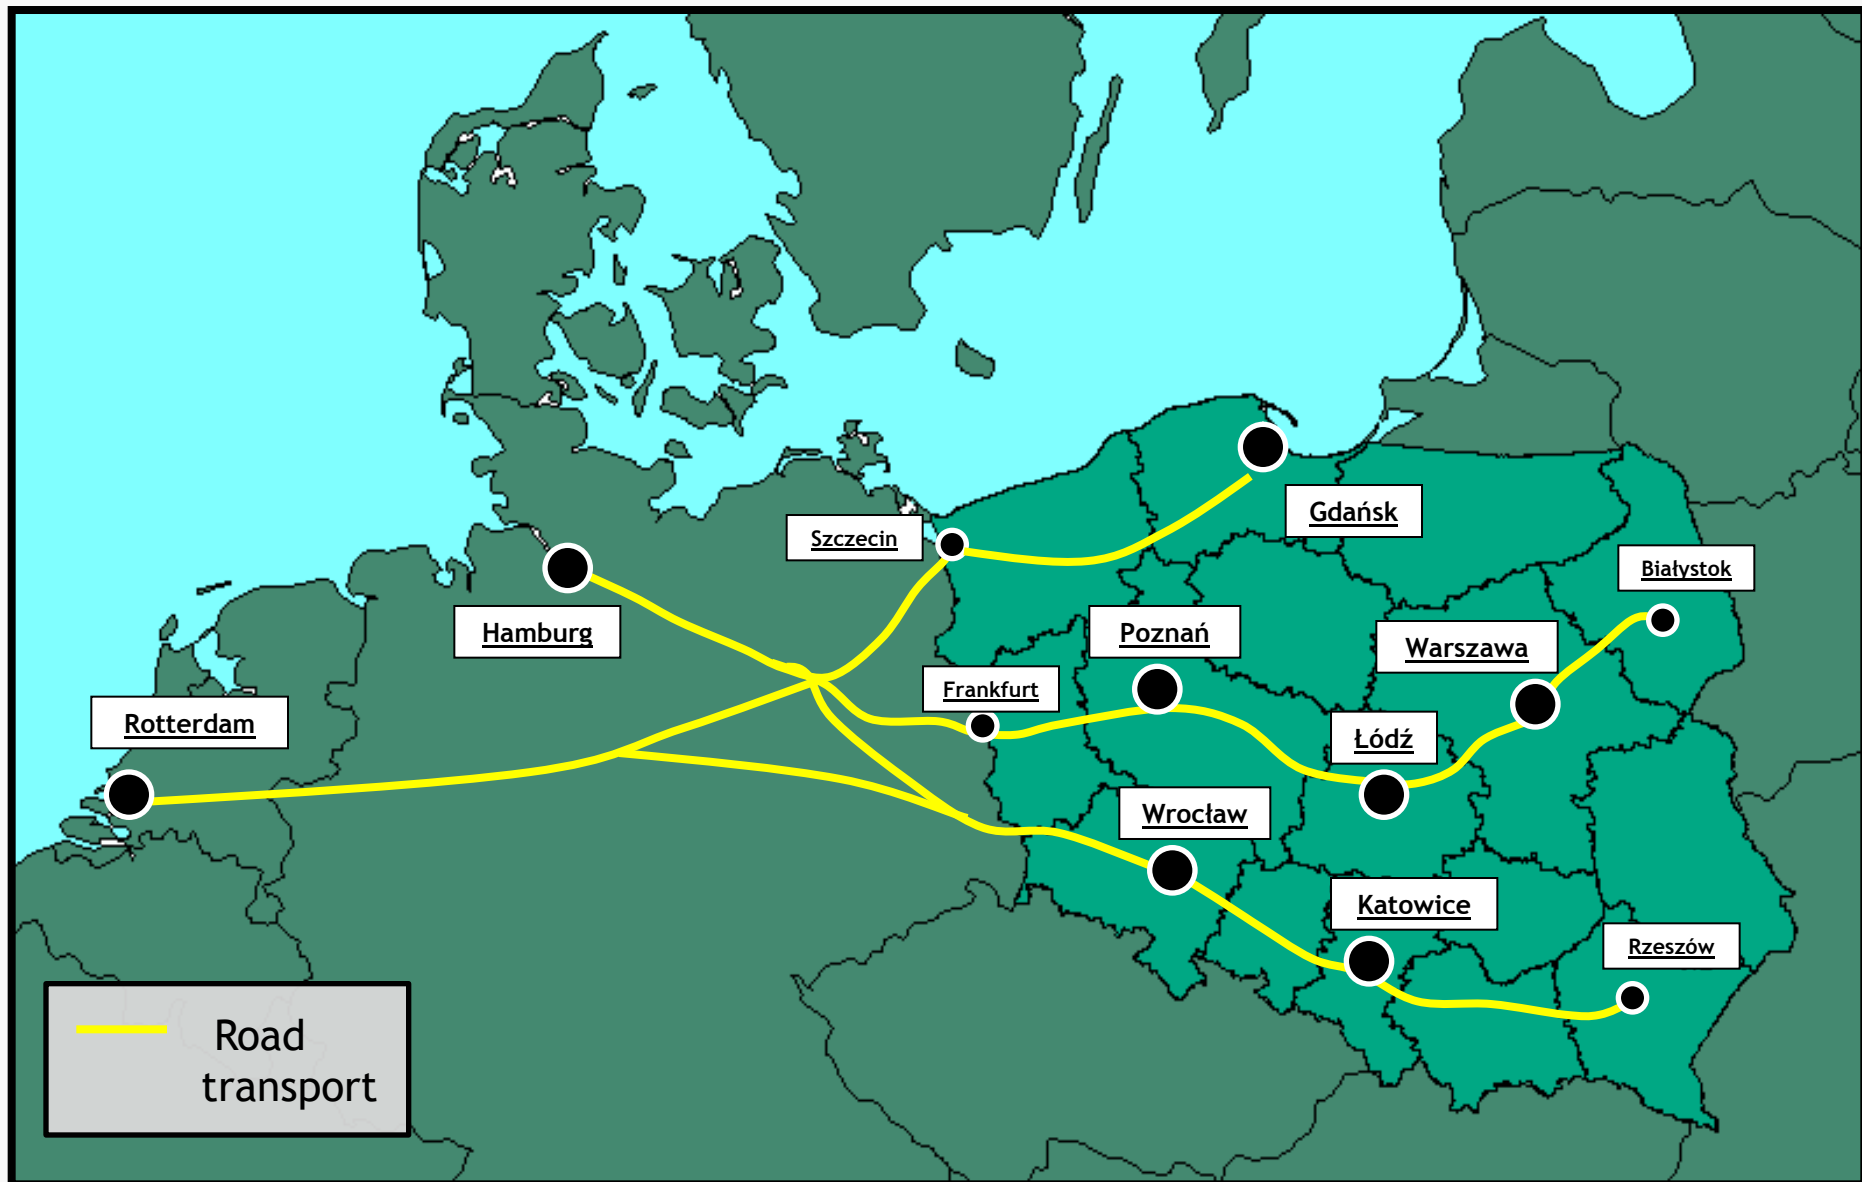 Gdańsk
Szczecin
Białystok
Hamburg
Poznań
Warszawa
Frankfurt
Rotterdam
Łódź
Wrocław
Katowice
Rzeszów
Road
transport